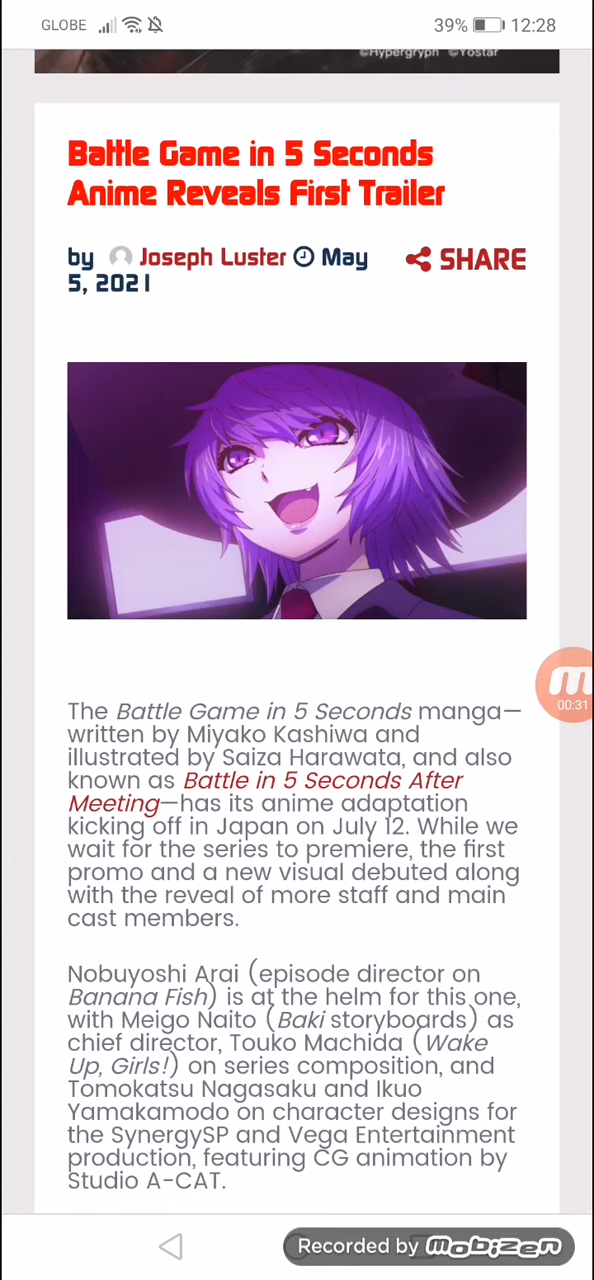 GLOBE 39% 12:28
©Hypergryph ©Yostar
Battle Game in 5 Seconds
Anime Reveals First Trailer
by Joseph Luster May SHARE
5, 2021
The Battle Game in 5 Seconds manga—
written by Miyako Kashiwa and
illustrated by Saiza Harawata, and also
known as Battle in 5 Seconds After
Meeting—has its anime adaptation
kicking off in Japan on July 12. While we
wait for the series to premiere, the first
promo and a new visual debuted along
with the reveal of more staff and main
cast members.
M
00:31
Nobuyoshi Arai (episode director on
Banana Fish) is at the helm for this one,
with Meigo Naito (Baki storyboards) as
chief director, Touko Machida (Wake
Up, Girls!) on series composition, and
Tomokatsu Nagasaku and Ikuo
Yamakamodo on character designs for
the SynergySP and Vega Entertainment
production, featuring CG animation by
Studio A-CAT.
Recorded by mobizen